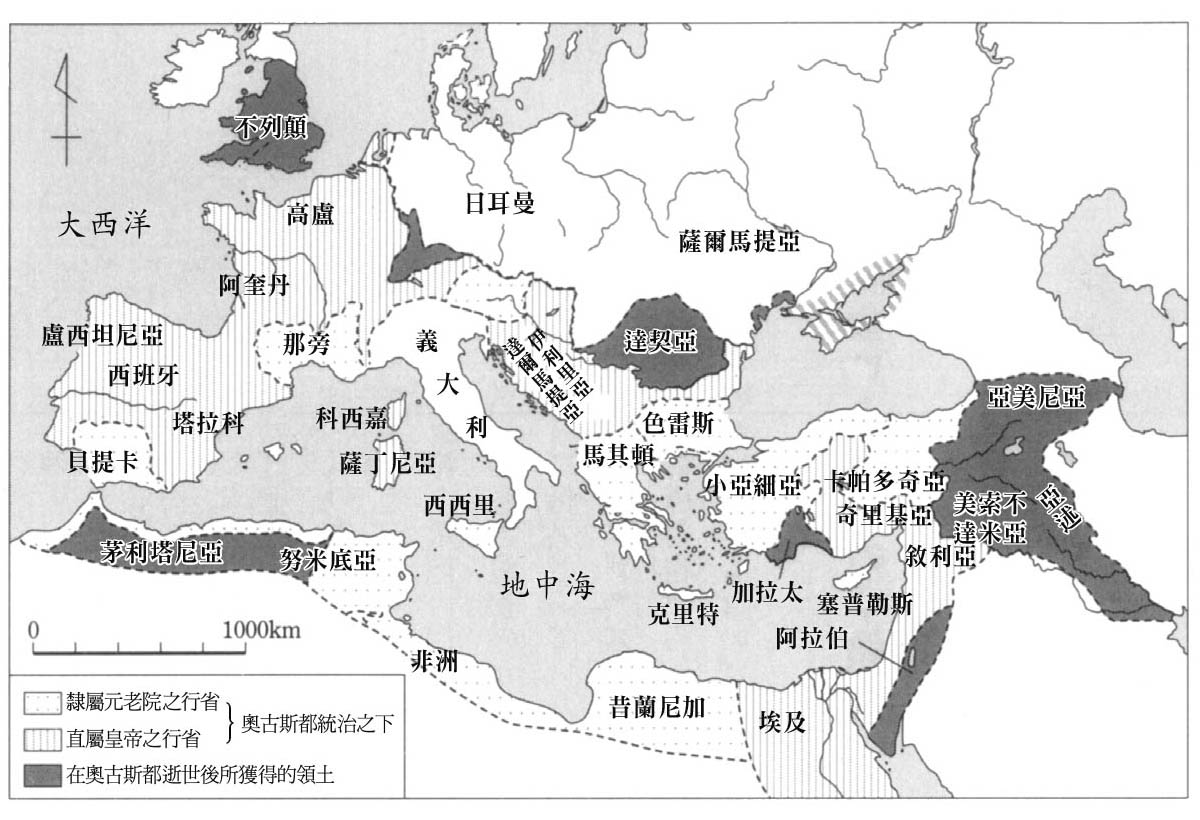 不列顛
大西洋
高盧
日耳曼
薩爾馬提亞
阿奎丹
盧西坦尼亞
西班牙
那旁
義大利
達爾馬提亞
伊利里亞
達契亞
塔拉科
貝提卡
科西嘉
薩丁尼亞
西西里
色雷斯
馬其頓
亞美尼亞
小亞細亞
卡帕多奇亞
奇里基亞
美索不
達米亞
亞述
敘利亞
茅利塔尼亞
努米底亞
地中海
克里特
加拉太
塞普勒斯
阿拉伯
非洲
昔蘭尼加
埃及
0 1000km
隸屬元老院之行省
直屬皇帝之行省
奧古斯都統治之下
在奧古斯都逝世後所獲得的領土